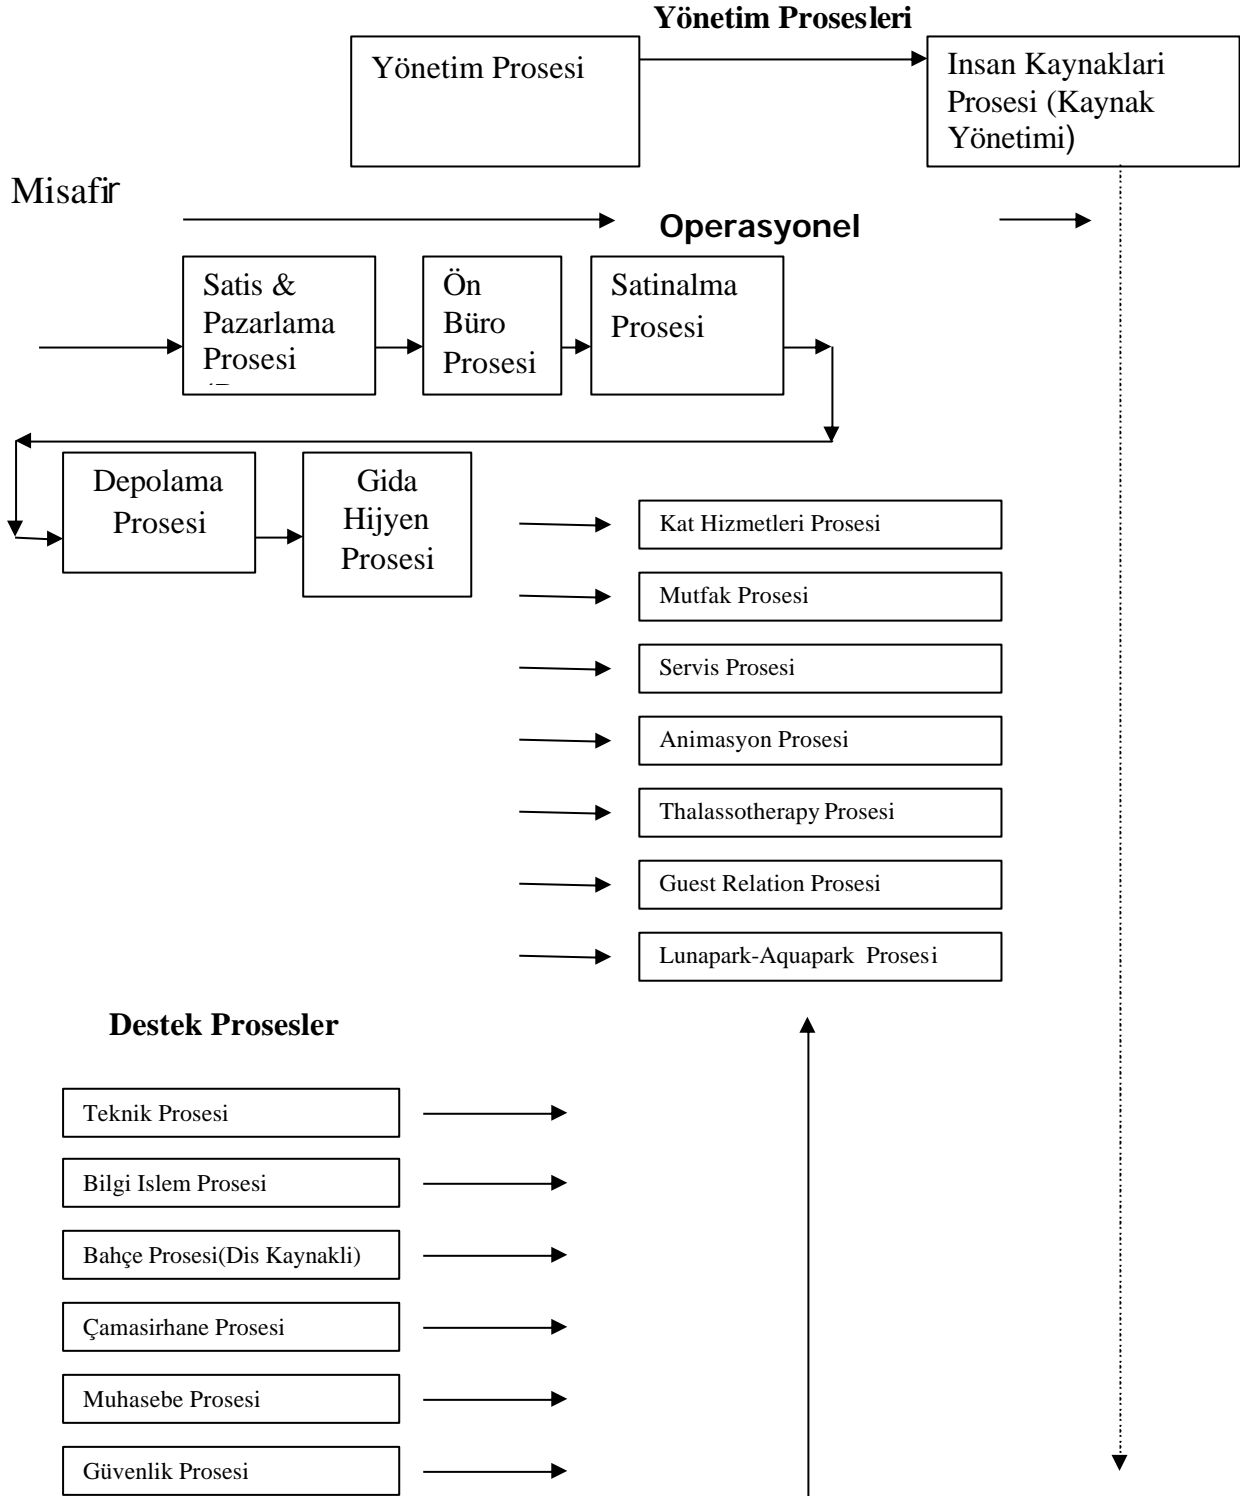 Yönetim Prosesleri
Yönetim Prosesi
Insan Kaynaklari
Prosesi (Kaynak
Yönetimi)
Misafir
Operasyonel
Satis &
Pazarlama
Prosesi
Ön
Büro
Prosesi
Satinalma
Prosesi
Depolama
Prosesi
Gida
Hijyen
Prosesi
Kat Hizmetleri Prosesi
Mutfak Prosesi
Servis Prosesi
Animasyon Prosesi
Thalassotherapy Prosesi
Guest Relation Prosesi
Lunapark-Aquapark Prosesi
Destek Prosesler
Teknik Prosesi
Bilgi Islem Prosesi
Bahçe Prosesi(Dis Kaynakli)
Çamasirhane Prosesi
Muhasebe Prosesi
Güvenlik Prosesi